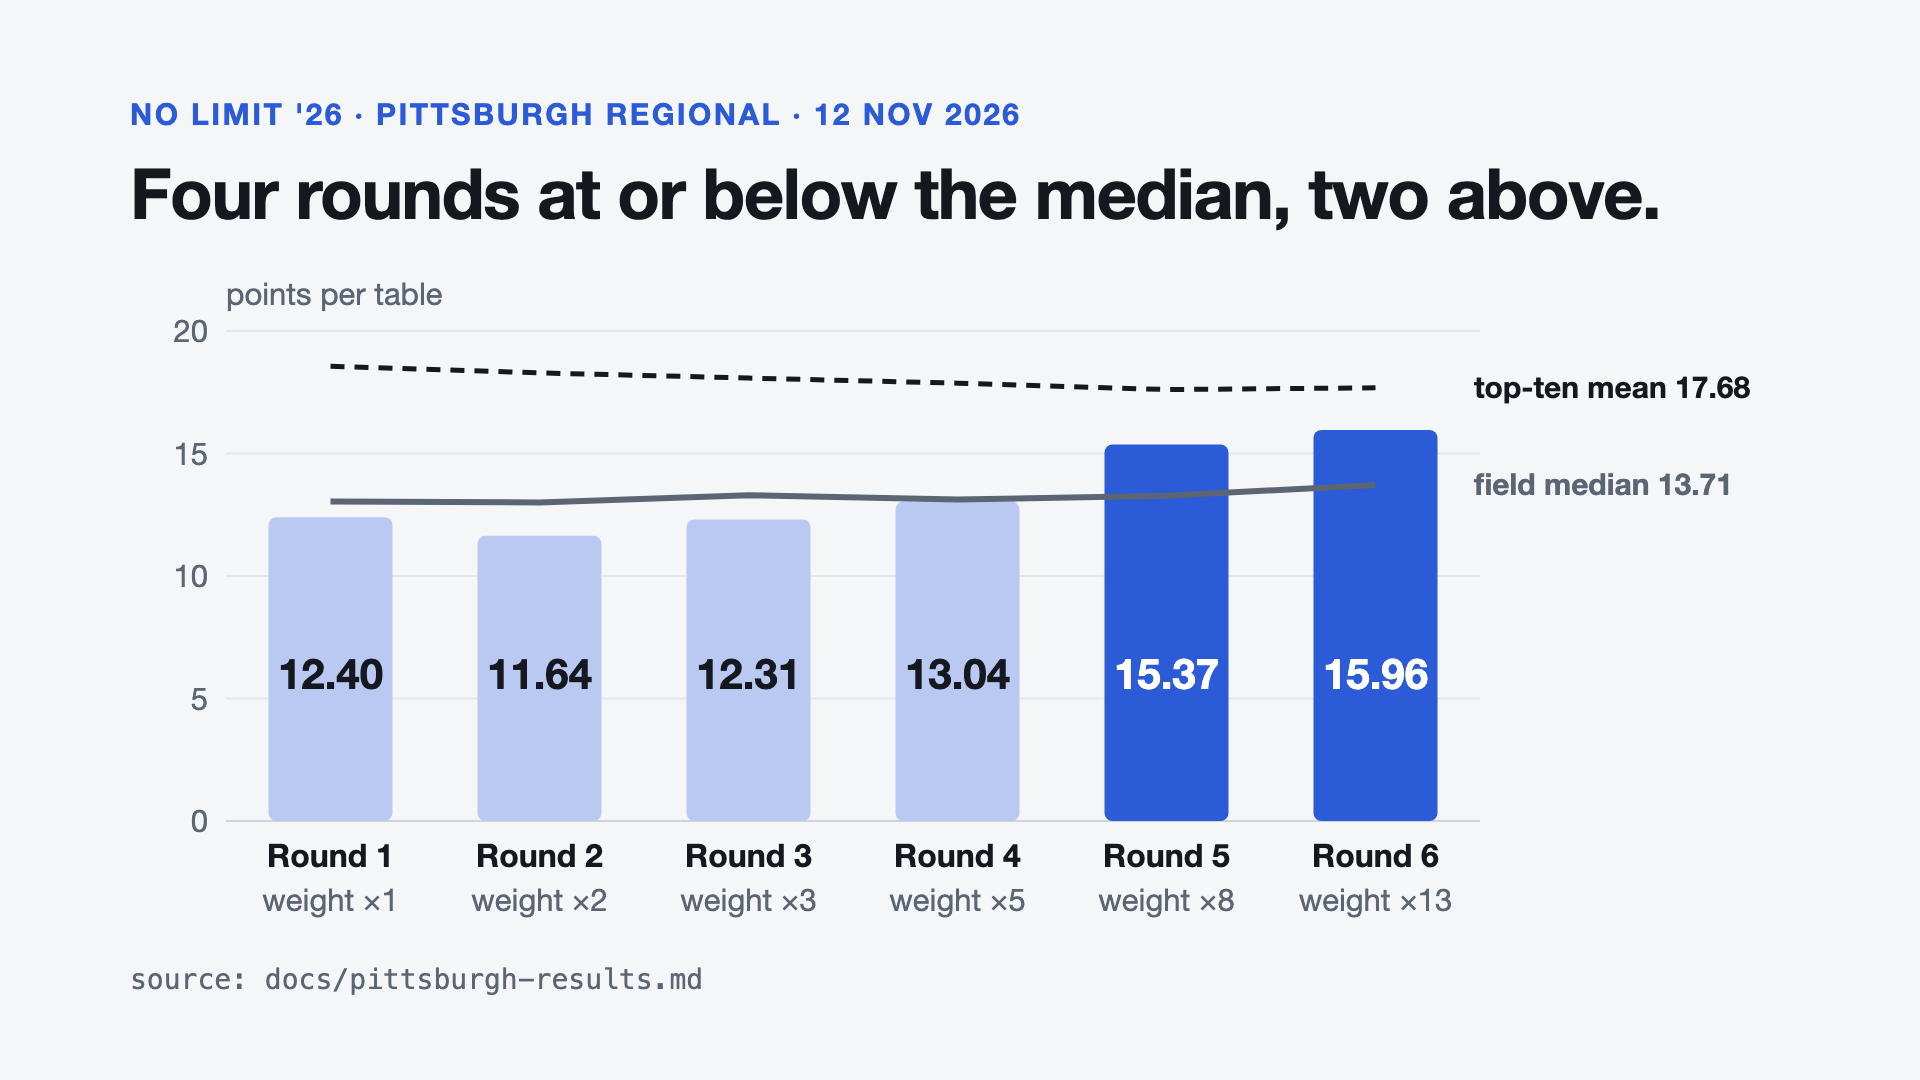 NO LIMIT '26 · PITTSBURGH REGIONAL · 12 NOV 2026
Four rounds at or below the median, two above.
points per table
20
15
10
5
0
top-ten mean 17.68
field median 13.71
12.40 11.64 12.31 13.04 15.37 15.96
Round 1 Round 2 Round 3 Round 4 Round 5 Round 6
weight ×1 weight ×2 weight ×3 weight ×5 weight ×8 weight ×13
source: docs/pittsburgh-results.md